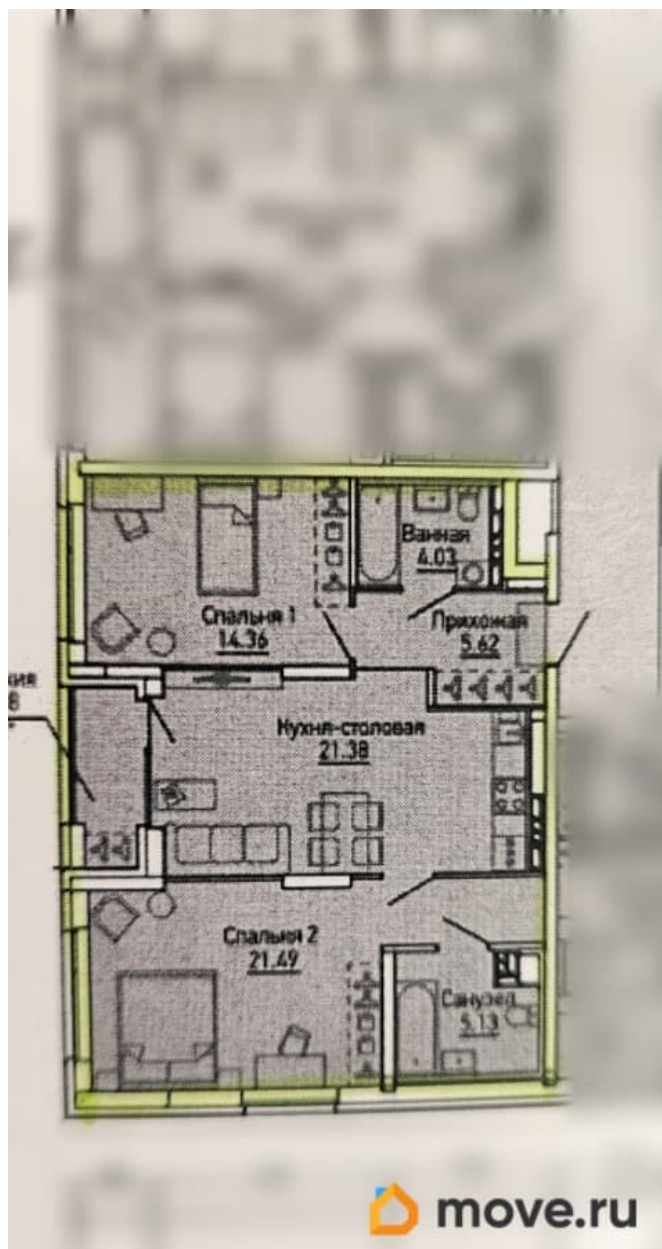 Спальня 1
14.36
Ванная
4.03
Прихожая
5.62
Кухня-столовая
21.38
Спальня 2
21.49
Санузел
5.13
move.ru